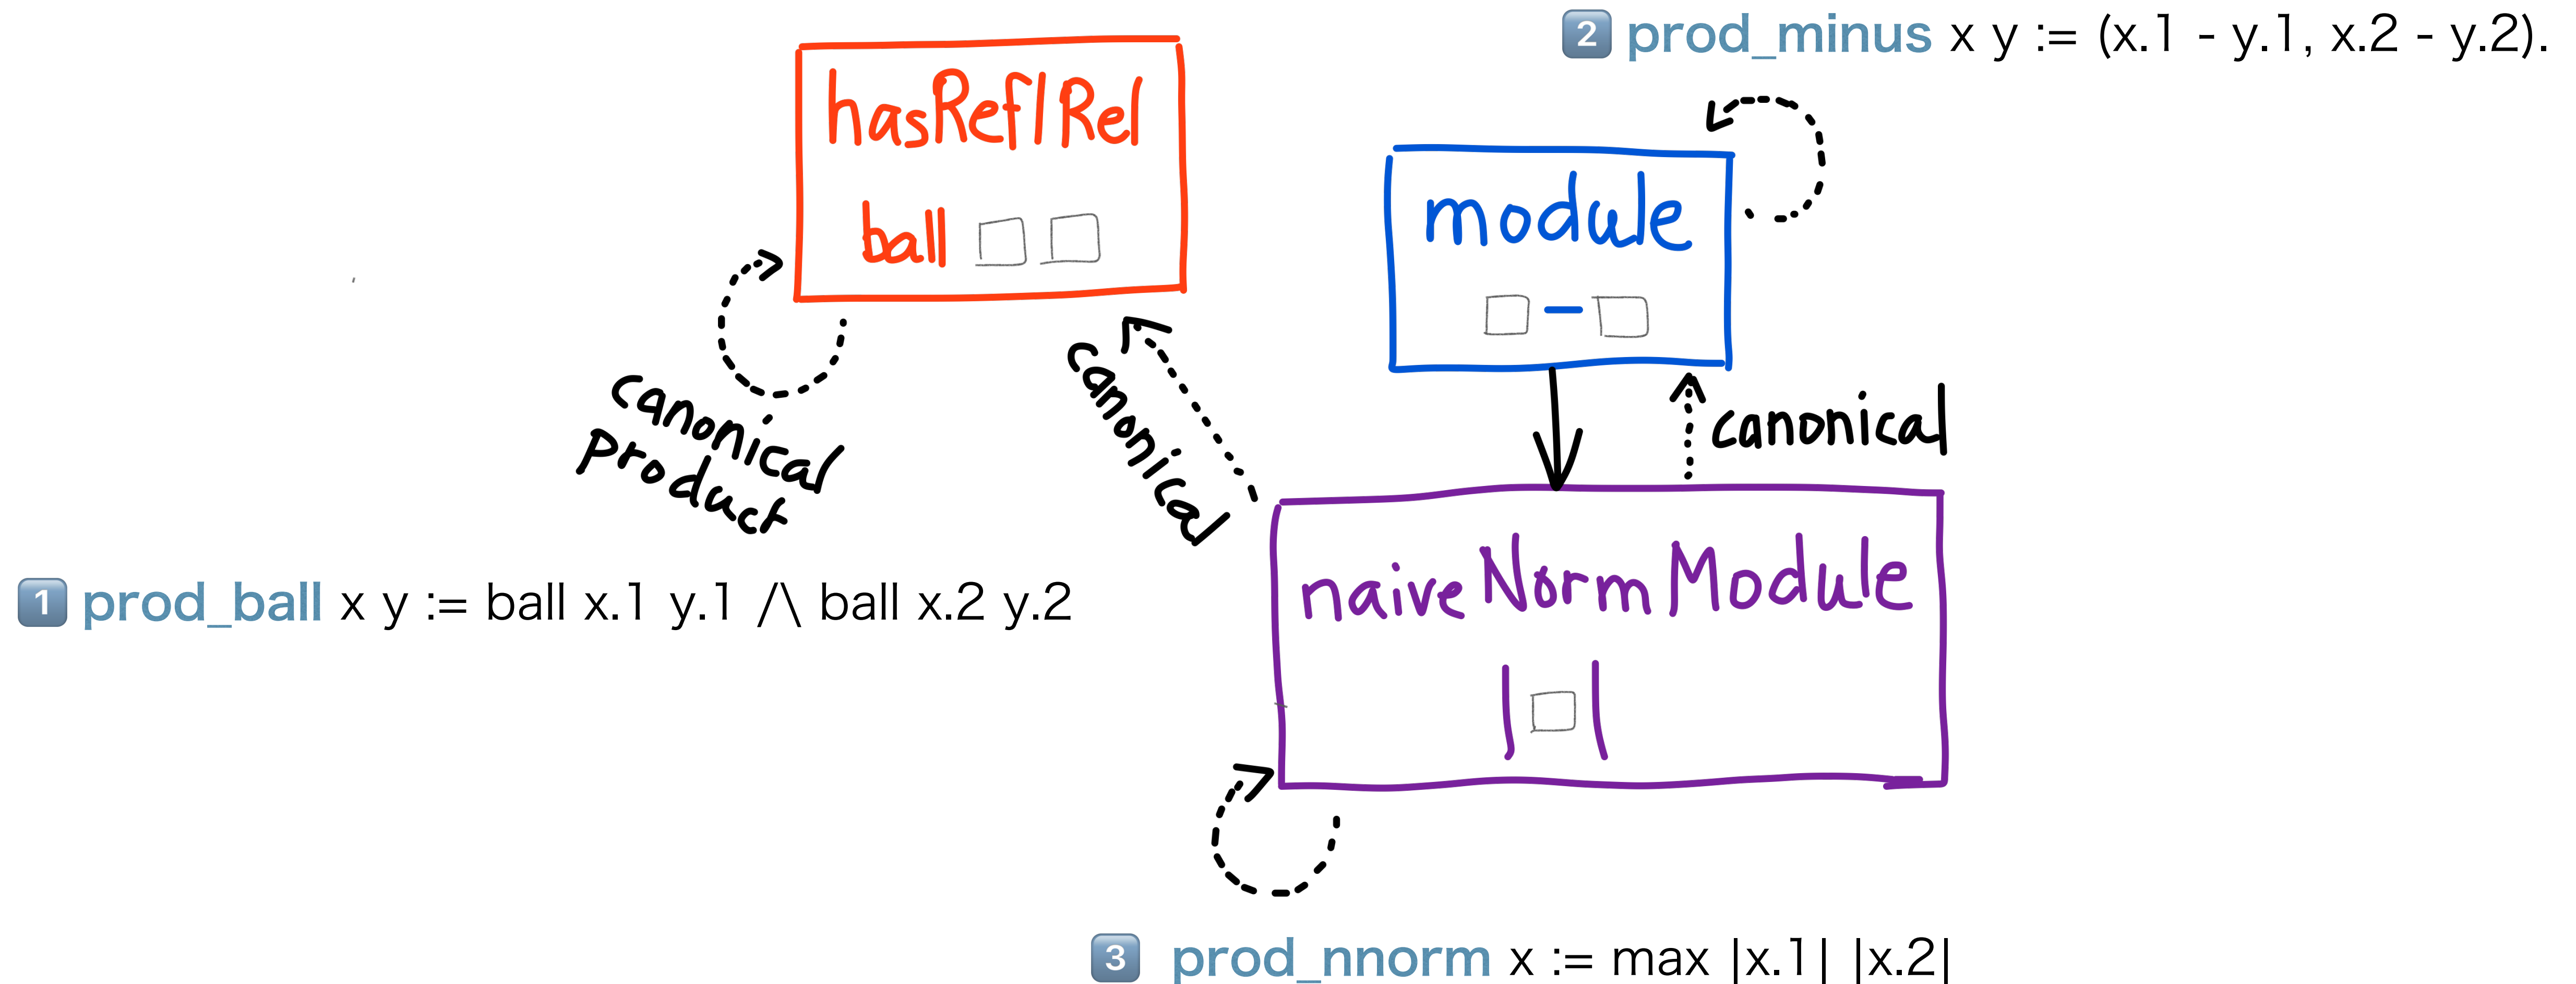 2 prod_minus x y := (x.1 - y.1, x.2 - y.2).
hasReflRel
ball □ □
module
□ - □
canonical
product
canonical
canonical
1 prod_ball x y := ball x.1 y.1 /\ ball x.2 y.2
naiveNormModule
|□|
3 prod_nnorm x := max |x.1| |x.2|